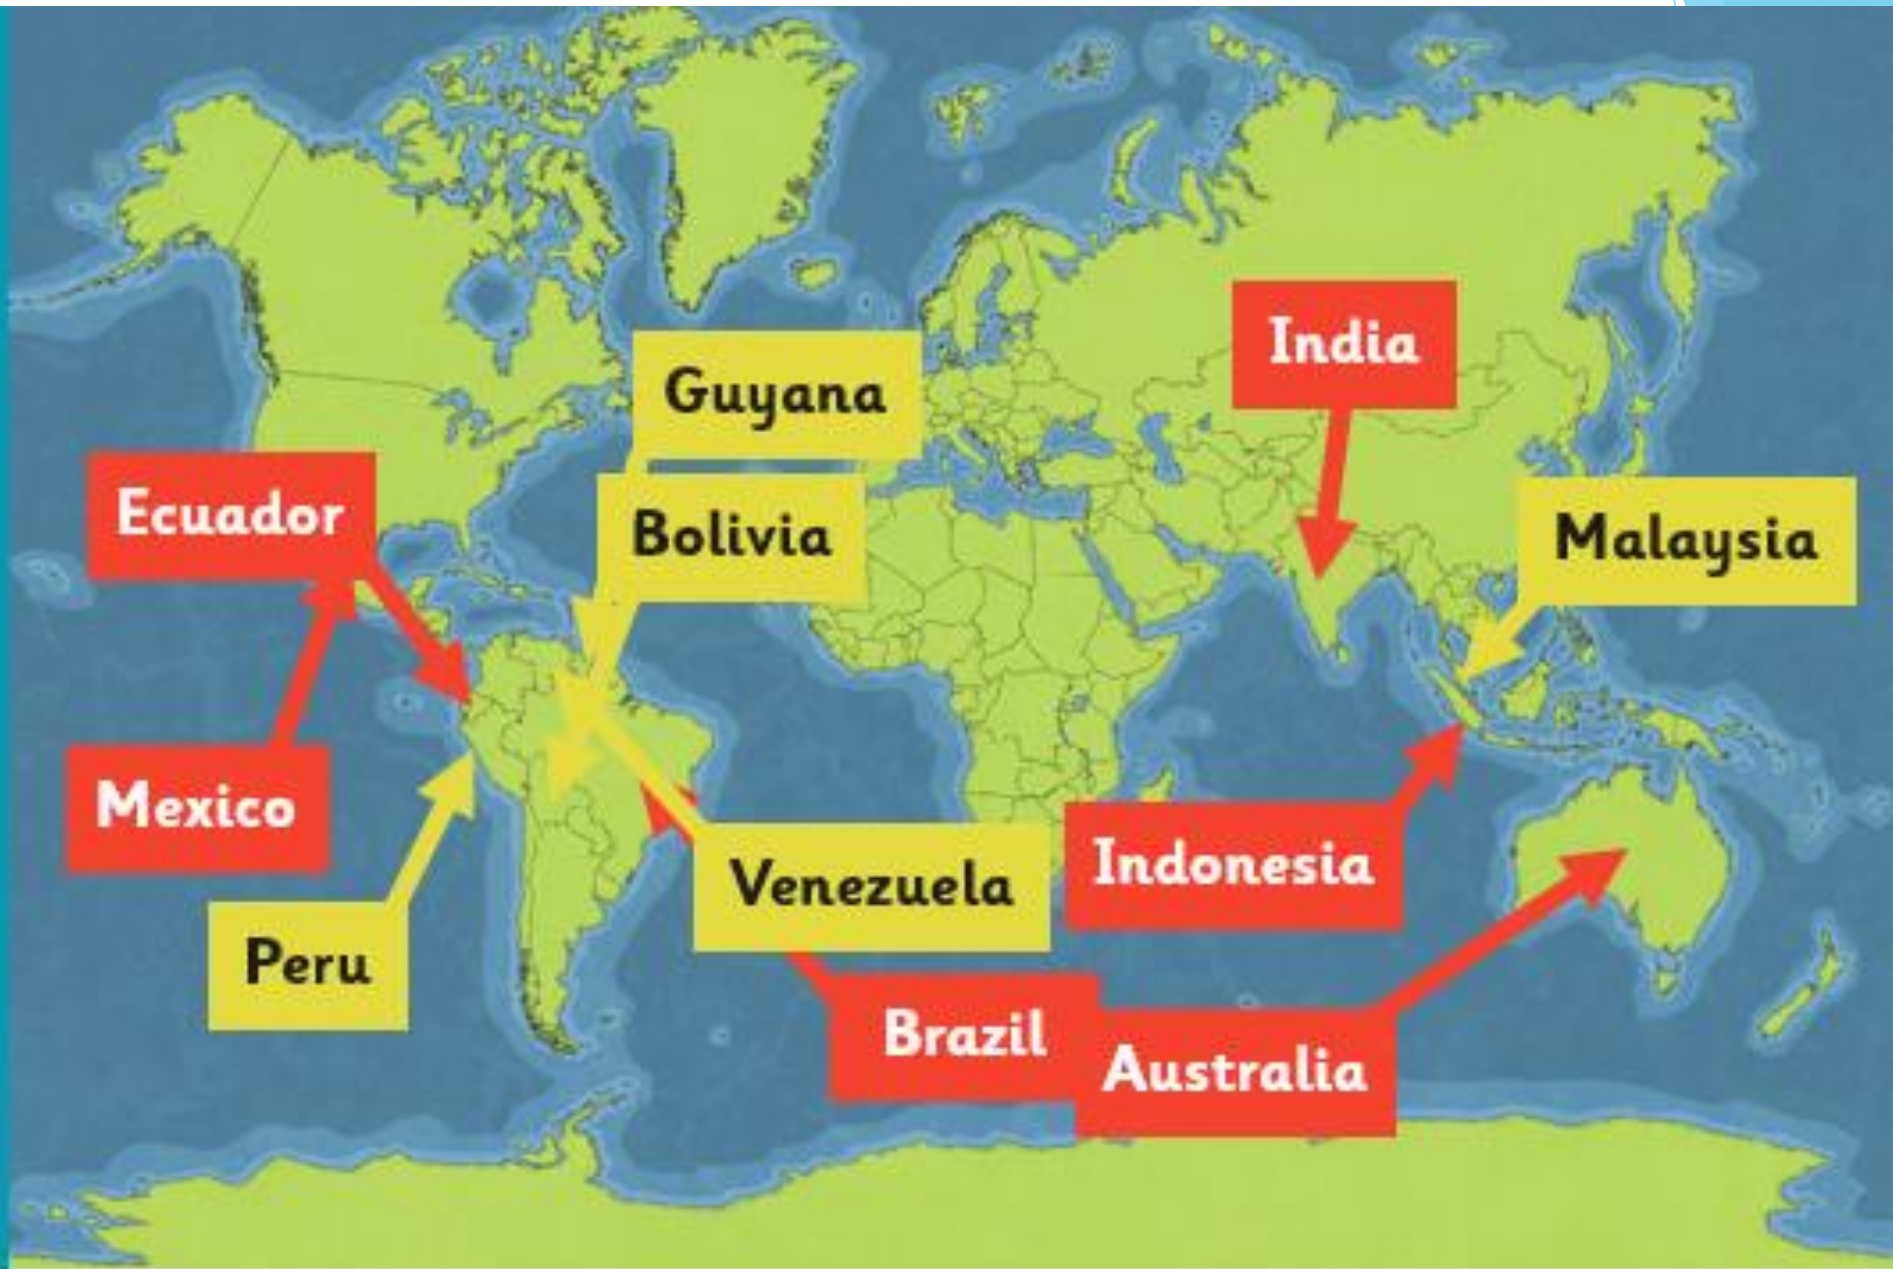 India
Guyana
Ecuador
Bolivia
Malaysia
Mexico
Indonesia
Venezuela
Peru
Brazil
Australia